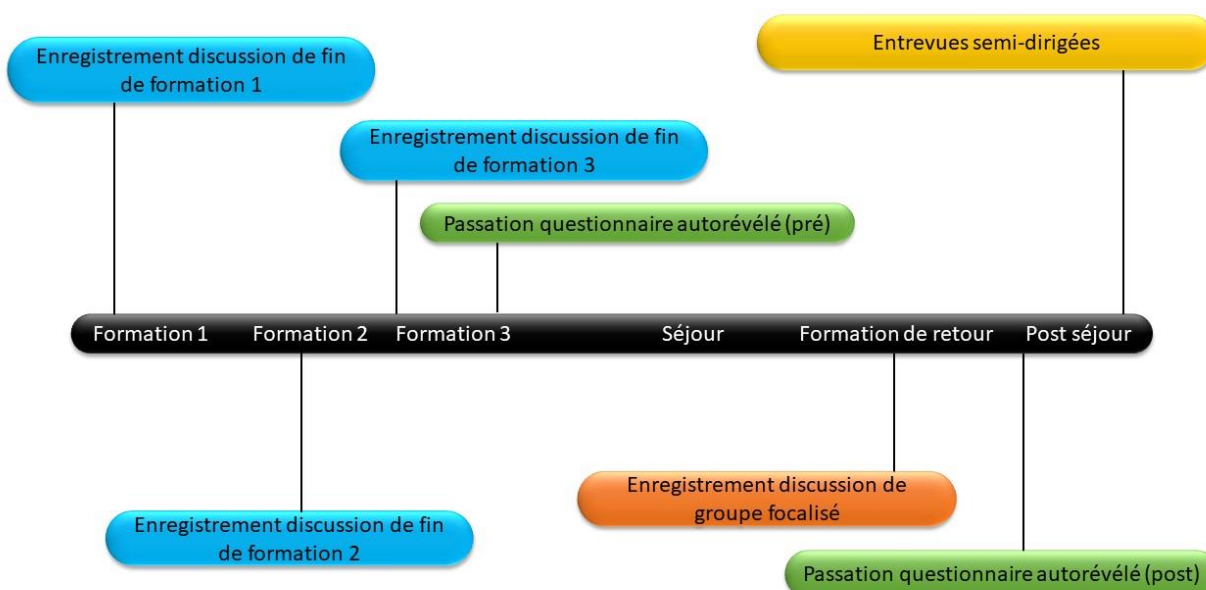 Enregistrement discussion de fin
de formation 1
Entrevues semi-dirigées
Enregistrement discussion de fin
de formation 3
Passation questionnaire autorévélé (pré)
Formation 1
Formation 2
Formation 3
Séjour
Formation de retour
Post séjour
Enregistrement discussion de
groupe focalisé
Enregistrement discussion de fin
de formation 2
Passation questionnaire autorévélé (post)